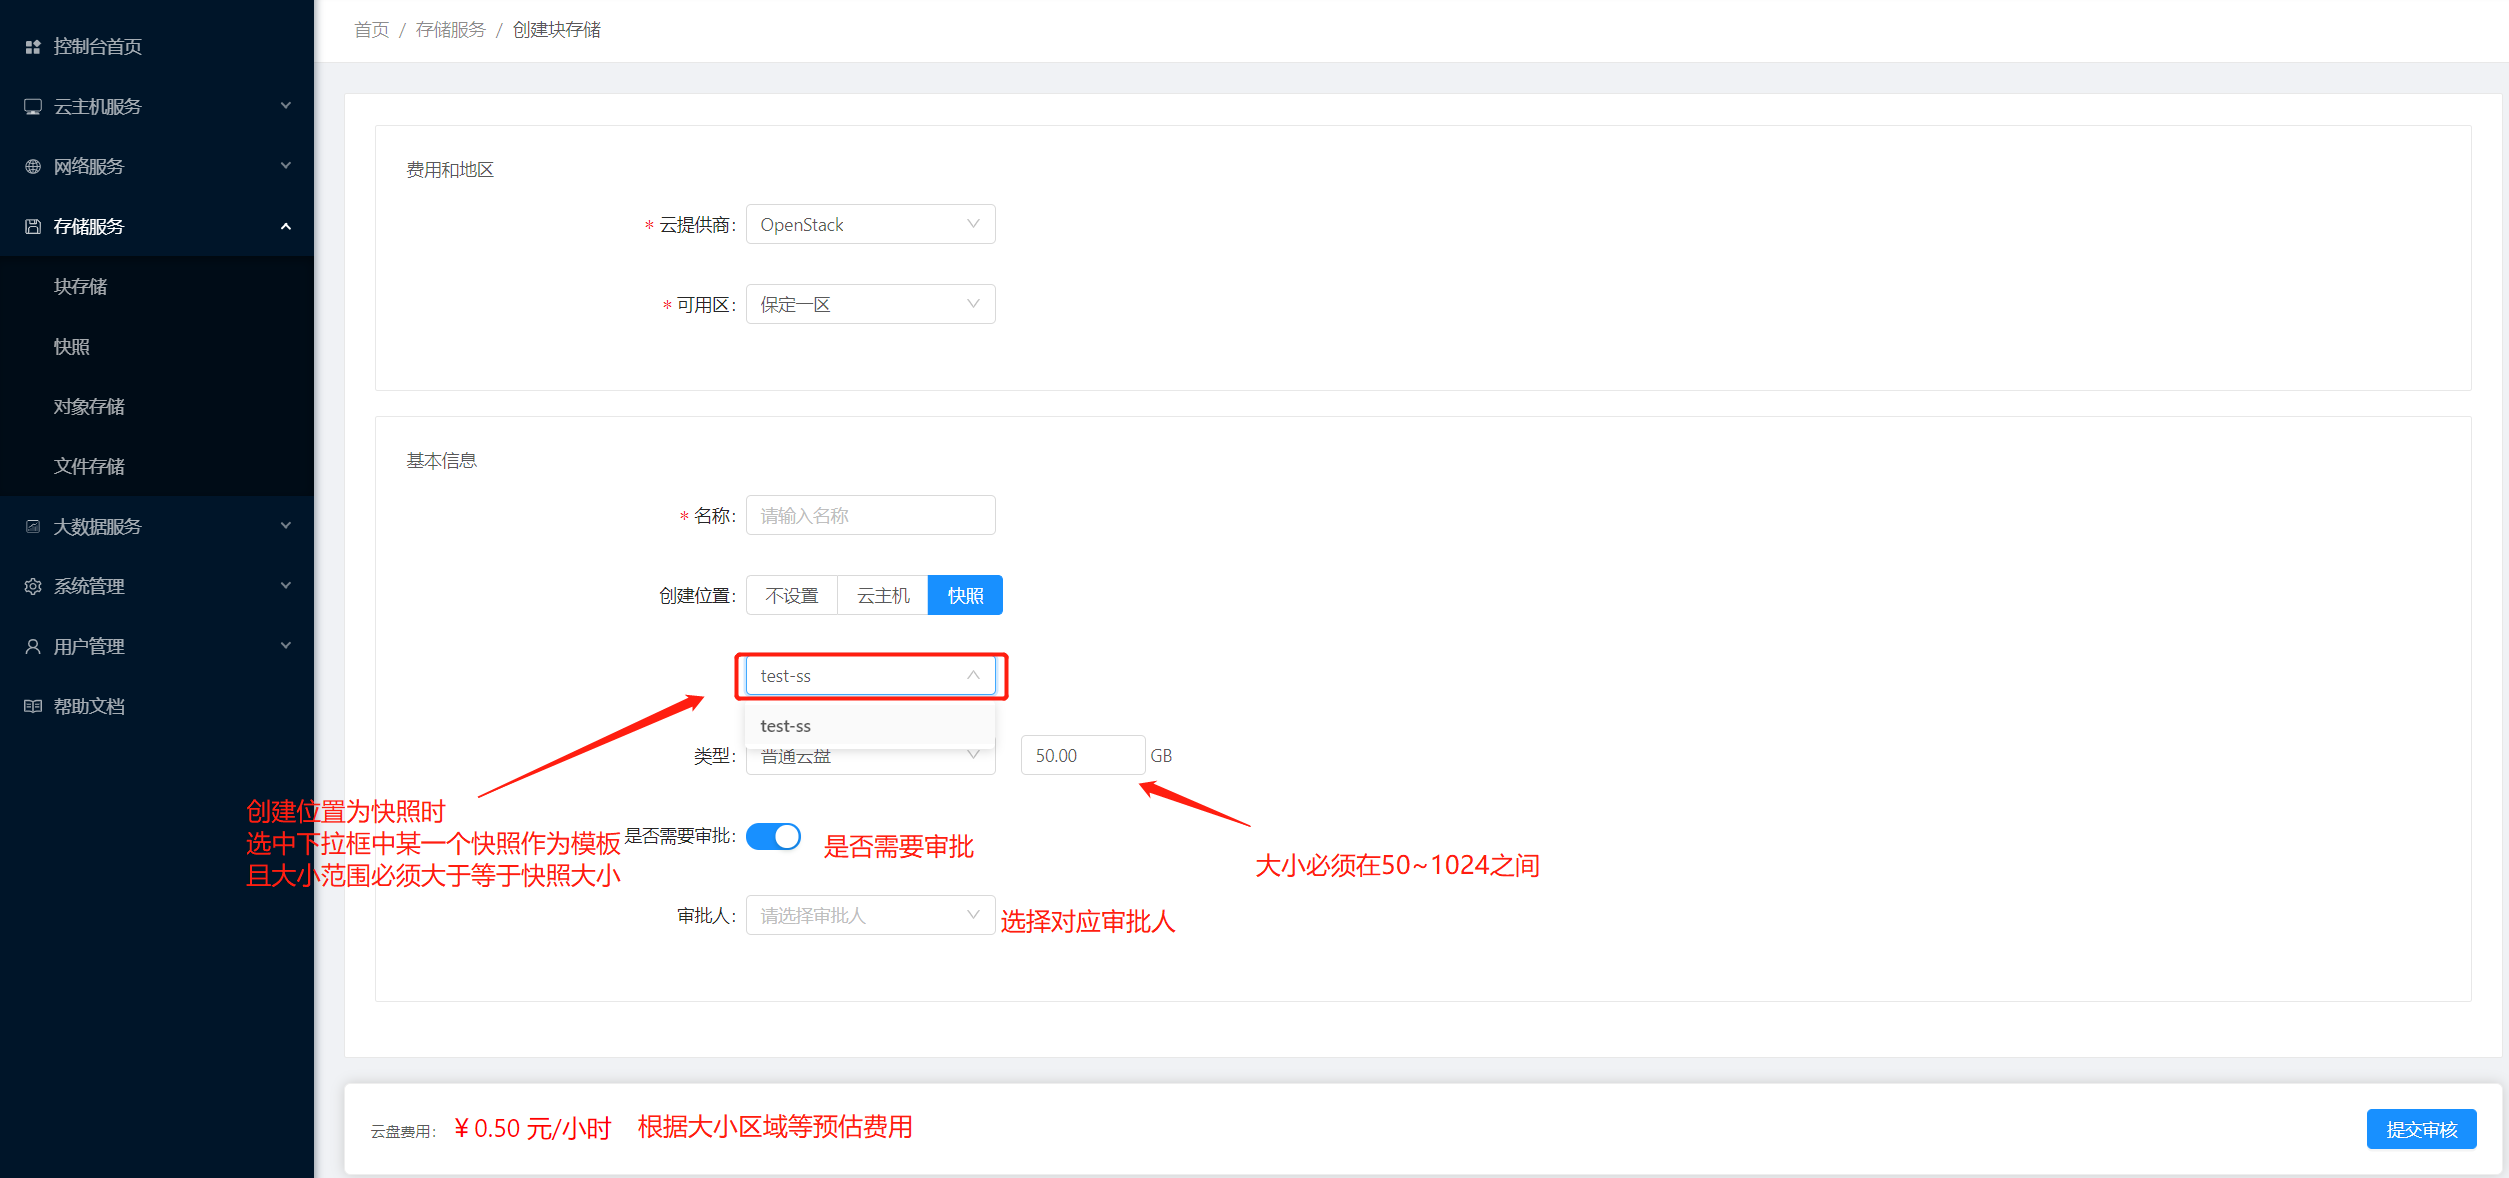 控制台首页
云主机服务
网络服务
存储服务
块存储
快照
对象存储
文件存储
大数据服务
系统管理
用户管理
帮助文档
首页 / 存储服务 / 创建块存储
费用和地区
* 云提供商: OpenStack
* 可用区: 保定一区
基本信息
* 名称: 请输入名称
创建位置: 不设置 云主机 快照
test-ss
test-ss
类型: 普通云盘 50.00 GB
创建位置为快照时
选中下拉框中某一个快照作为模板
且大小范围必须大于等于快照大小
是否需要审批: 是否需要审批
大小必须在50~1024之间
审批人: 请选择审批人 选择对应审批人
云盘费用: ¥ 0.50 元/小时 根据大小区域等预估费用
提交审核